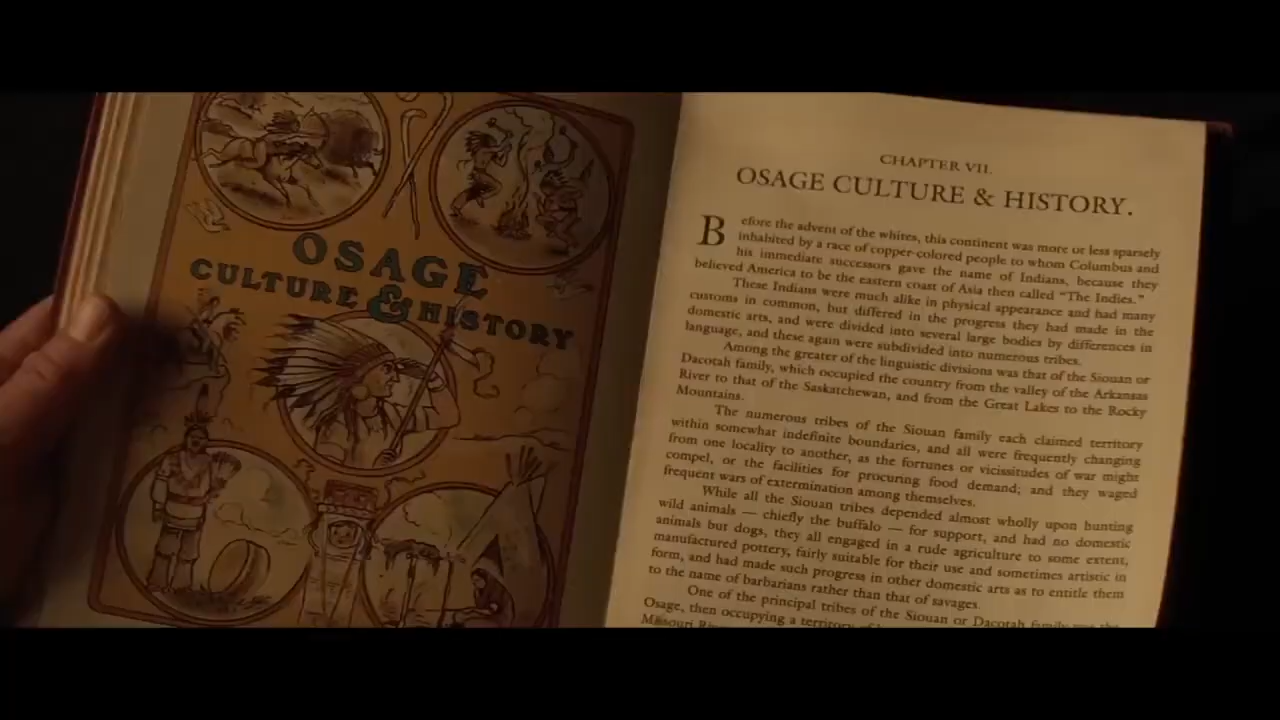 OSAGE
CULTURE & HISTORY
CHAPTER VII.
OSAGE CULTURE & HISTORY.
Before the advent of the whites, this continent was more or less sparsely
inhabited by a race of copper-colored people to whom Columbus and
his immediate successors gave the name of Indians, because they
believed America to be the eastern coast of Asia then called “The Indies.”
These Indians were much alike in physical appearance and had many
customs in common, but differed in the progress they had made in the
domestic arts, and were divided into several large bodies by differences in
language, and these again were subdivided into numerous tribes.
Among the greater of the linguistic divisions was that of the Siouan or
Dacotah family, which occupied the country from the valley of the Arkansas
River to that of the Saskatchewan, and from the Great Lakes to the Rocky
Mountains.
The numerous tribes of the Siouan family each claimed territory
within somewhat indefinite boundaries, and all were frequently changing
from one locality to another, as the fortunes or vicissitudes of war might
compel, or the facilities for procuring food demand; and they waged
frequent wars of extermination among themselves.
While all the Siouan tribes depended almost wholly upon hunting
wild animals — chiefly the buffalo — for support, and had no domestic
animals but dogs, they all engaged in a rude agriculture to some extent,
manufactured pottery, fairly suitable for their use and sometimes artistic in
form, and had made such progress in other domestic arts as to entitle them
to the name of barbarians rather than that of savages.
One of the principal tribes of the Siouan or Dacotah family was the
Osage, then occupying a territory
Missouri